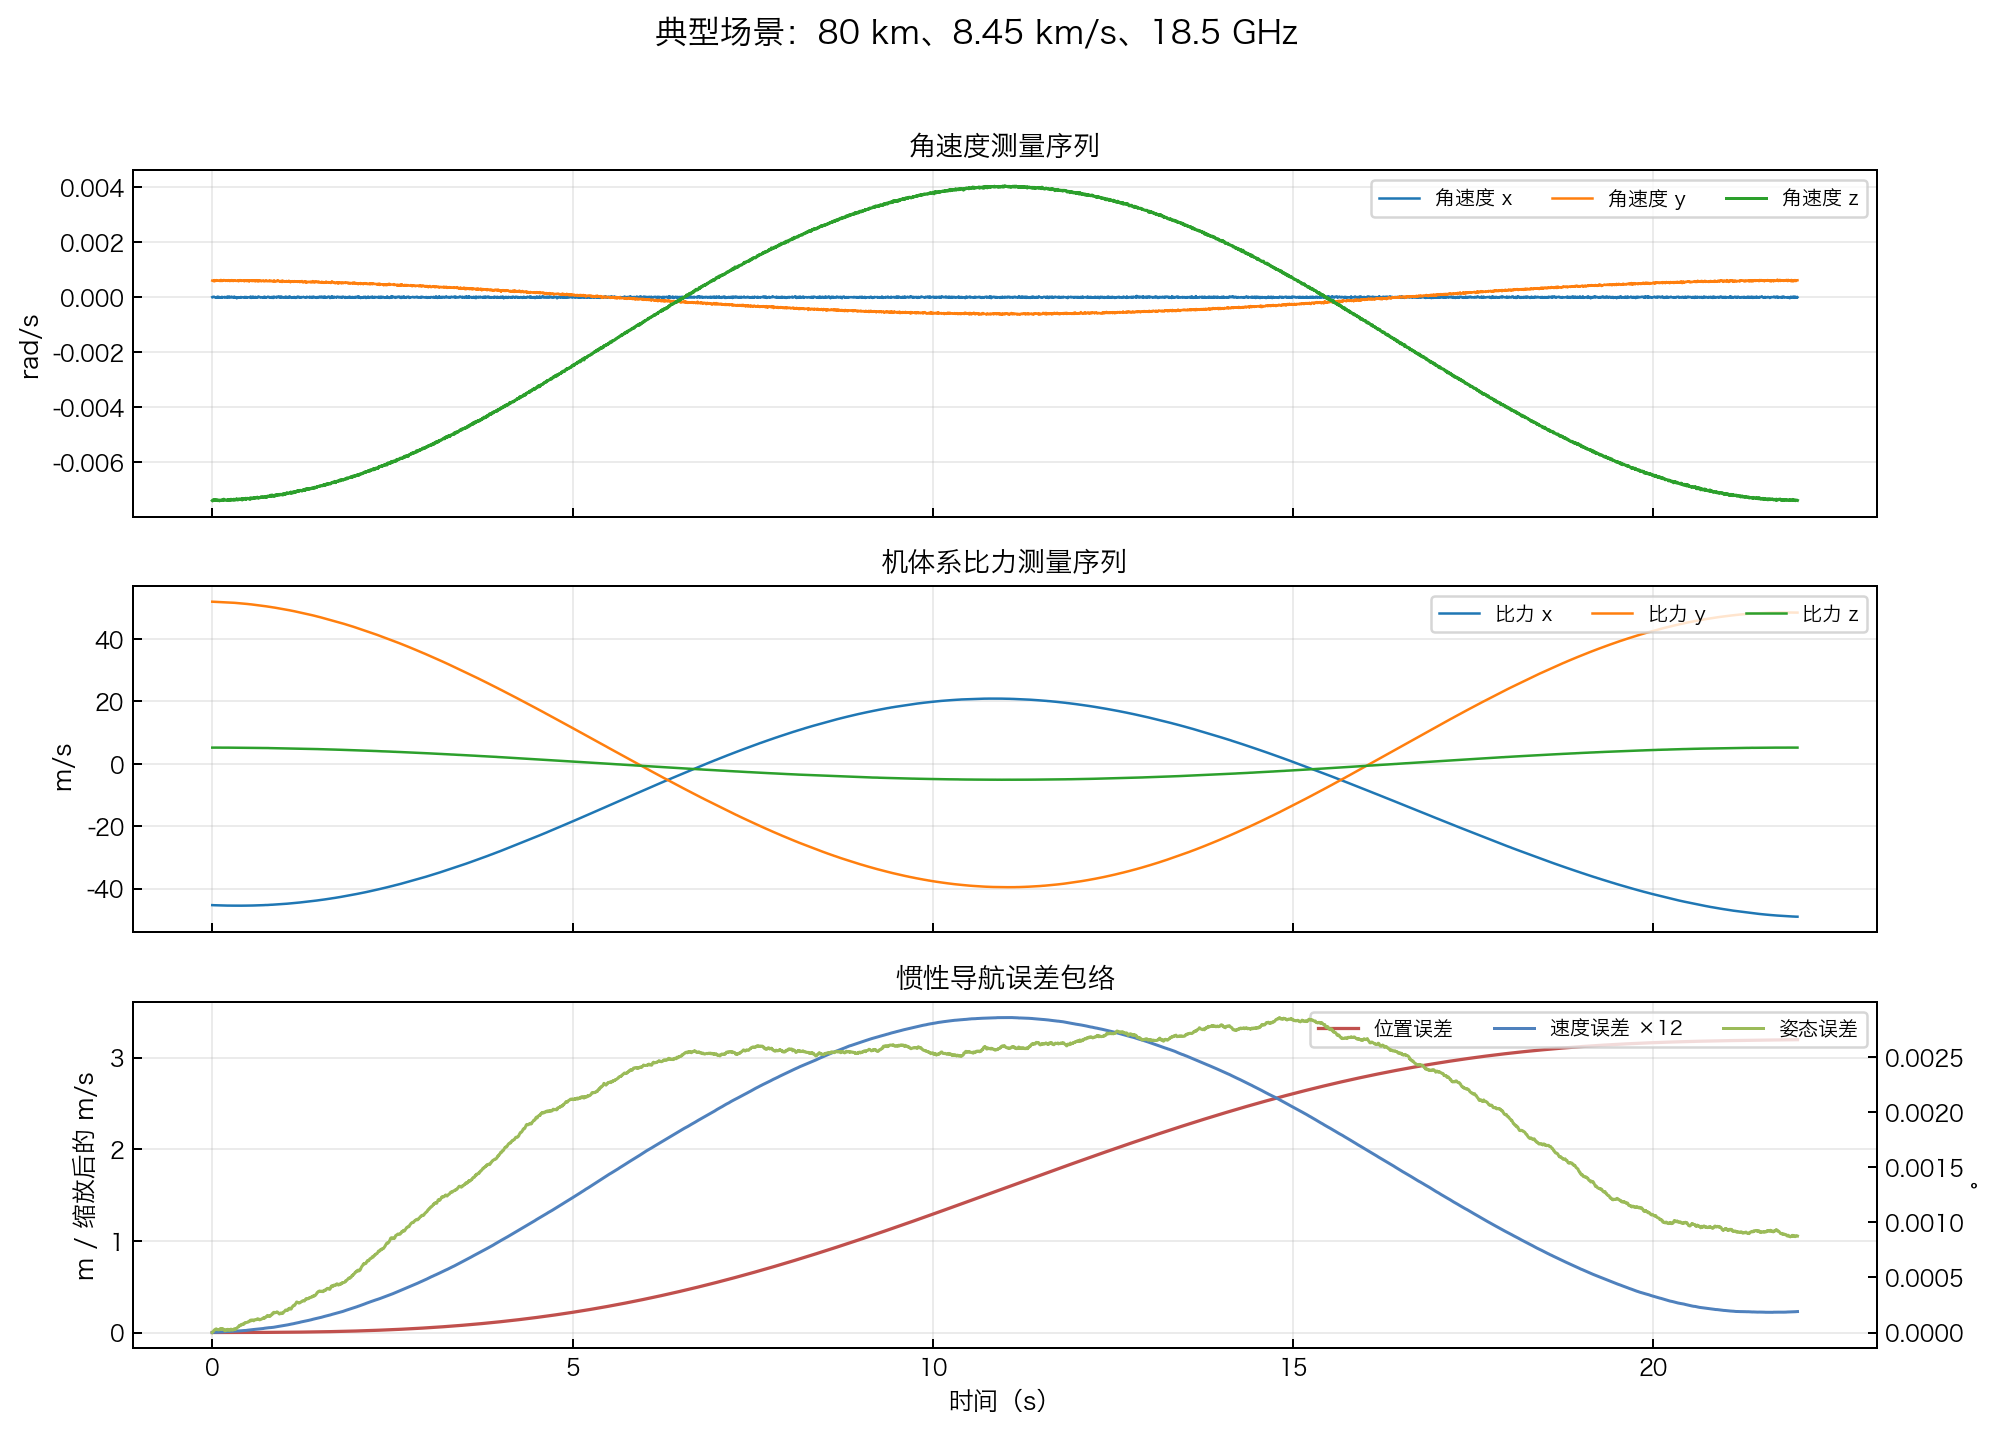 典型场景：80 km、8.45 km/s、18.5 GHz
角速度测量序列
0.004
0.002
0.000
-0.002
-0.004
-0.006
rad/s
角速度 x 角速度 y 角速度 z
机体系比力测量序列
40
20
0
-20
-40
m/s
比力 x 比力 y 比力 z
惯性导航误差包络
3
2
1
0
m / 缩放后的 m/s
位置误差 速度误差 ×12 姿态误差
0.0025
0.0020
0.0015
0.0010
0.0005
0.0000
°
0 5 10 15 20
时间（s）